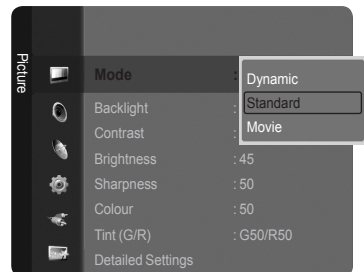 Picture
Mode : Dynamic
Standard
Backlight :
Contrast :
Movie
Brightness : 45
Sharpness : 50
Colour : 50
Tint (G/R) : G50/R50
Detailed Settings